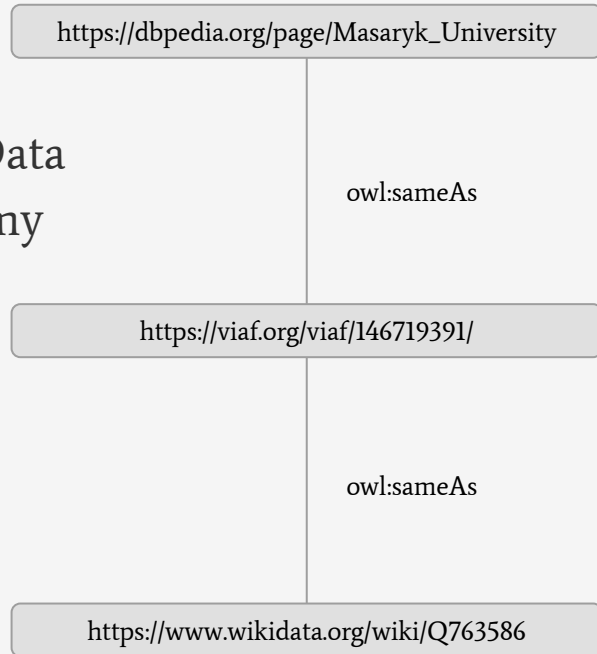 https://dbpedia.org/page/Masaryk_University
owl:sameAs
https://viaf.org/viaf/146719391/
owl:sameAs
https://www.wikidata.org/wiki/Q763586